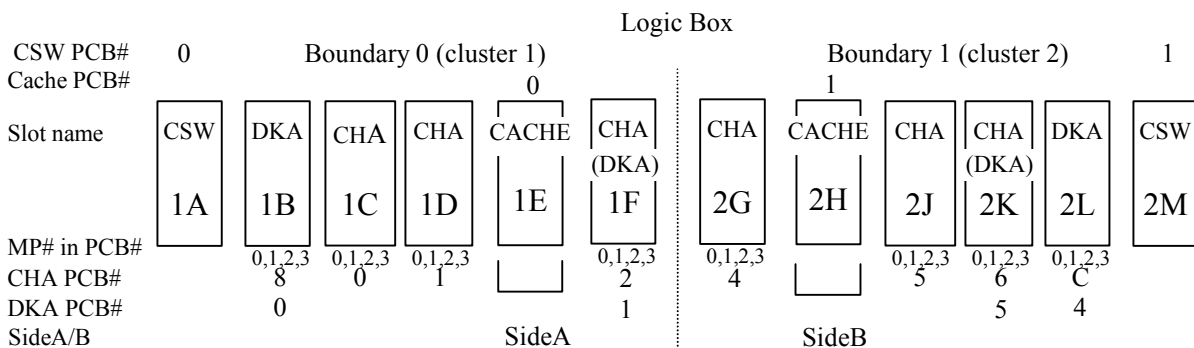 Logic Box
CSW PCB# 0 Boundary 0 (cluster 1) Boundary 1 (cluster 2) 1
Cache PCB# 0 1
Slot name CSW DKA CHA CHA CACHE CHA CHA CACHE CHA CHA DKA CSW
(DKA) (DKA)
1A 1B 1C 1D 1E 1F 2G 2H 2J 2K 2L 2M
MP# in PCB# 0,1,2,3 0,1,2,3 0,1,2,3 0,1,2,3 0,1,2,3 0,1,2,3 0,1,2,3 0,1,2,3
CHA PCB# 8 0 1 2 4 5 6 C
DKA PCB# 0 1 5 4
SideA/B SideA SideB